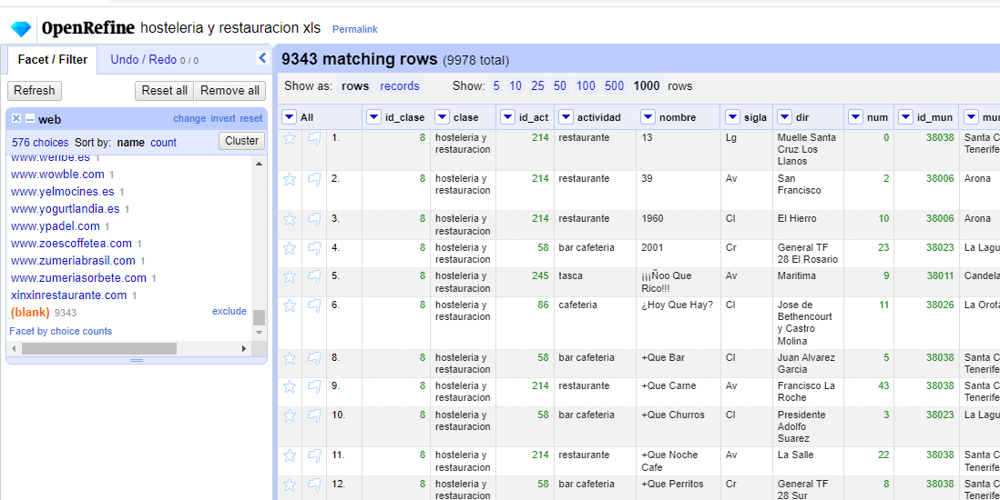 OpenRefine hosteleria y restauracion xls Permalink
Facet / Filter Undo / Redo 0 / 0
Refresh Reset all Remove all
web change invert reset
576 choices Sort by: name count Cluster
www.wowble.com 1
www.yelmocines.es 1
www.yogurtlandia.es 1
www.ypadel.com 1
www.zoescoffetea.com 1
www.zumeriabrasil.com 1
www.zumeriasorbete.com 1
xinxinrestaurante.com 1
(blank) 9343 exclude
Facet by choice counts
9343 matching rows (9978 total)
Show as: rows records Show: 5 10 25 50 100 500 1000 rows
All id_clase clase id_act actividad nombre sigla dir num id_mun
1. 8 hosteleria y restauracion 214 restaurante 13 Lg Muelle Santa Cruz Los Llanos 0 38038 Santa C Tenerife
2. 8 hosteleria y restauracion 214 restaurante 39 Av San Francisco 2 38006 Arona
3. 8 hosteleria y restauracion 214 restaurante 1960 Cl El Hierro 10 38006 Arona
4. 8 hosteleria y restauracion 58 bar cafeteria 2001 Cr General TF 28 El Rosario 23 38023 La Lagu
5. 8 hosteleria y restauracion 245 tasca ¡¡¡Ñoo Que Rico!!! Av Maritima 9 38011 Candela
6. 8 hosteleria y restauracion 86 cafeteria ¿Hoy Que Hay? Cl Jose de Bethencourt y Castro Molina 11 38026 La Orota
8. 8 hosteleria y restauracion 58 bar cafeteria +Que Bar Cl Juan Alvarez Garcia 5 38038 Santa C Tenerife
9. 8 hosteleria y restauracion 214 restaurante +Que Carne Av Francisco La Roche 43 38038 Santa C Tenerife
10. 8 hosteleria y restauracion 58 bar cafeteria +Que Churros Cl Presidente Adolfo Suarez 3 38023 La Lagu
11. 8 hosteleria y restauracion 214 restaurante +Que Noche Cafe Av La Salle 22 38038 Santa C Tenerife
12. 8 hosteleria y restauracion 58 bar cafeteria +Que Perritos Cr General TF 28 Sur 8 38038 Santa C Tenerife